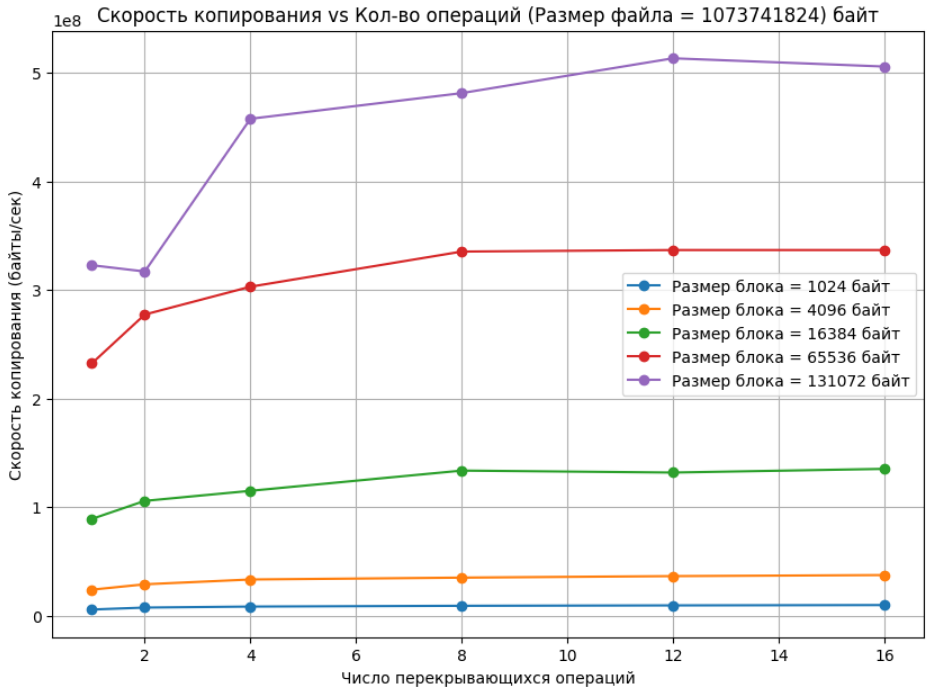 Скорость копирования vs Кол-во операций (Размер файла = 1073741824) байт
1e8
5
4
3
2
1
0
Скорость копирования (байты/сек)
Размер блока = 1024 байт
Размер блока = 4096 байт
Размер блока = 16384 байт
Размер блока = 65536 байт
Размер блока = 131072 байт
2 4 6 8 10 12 14 16
Число перекрывающихся операций